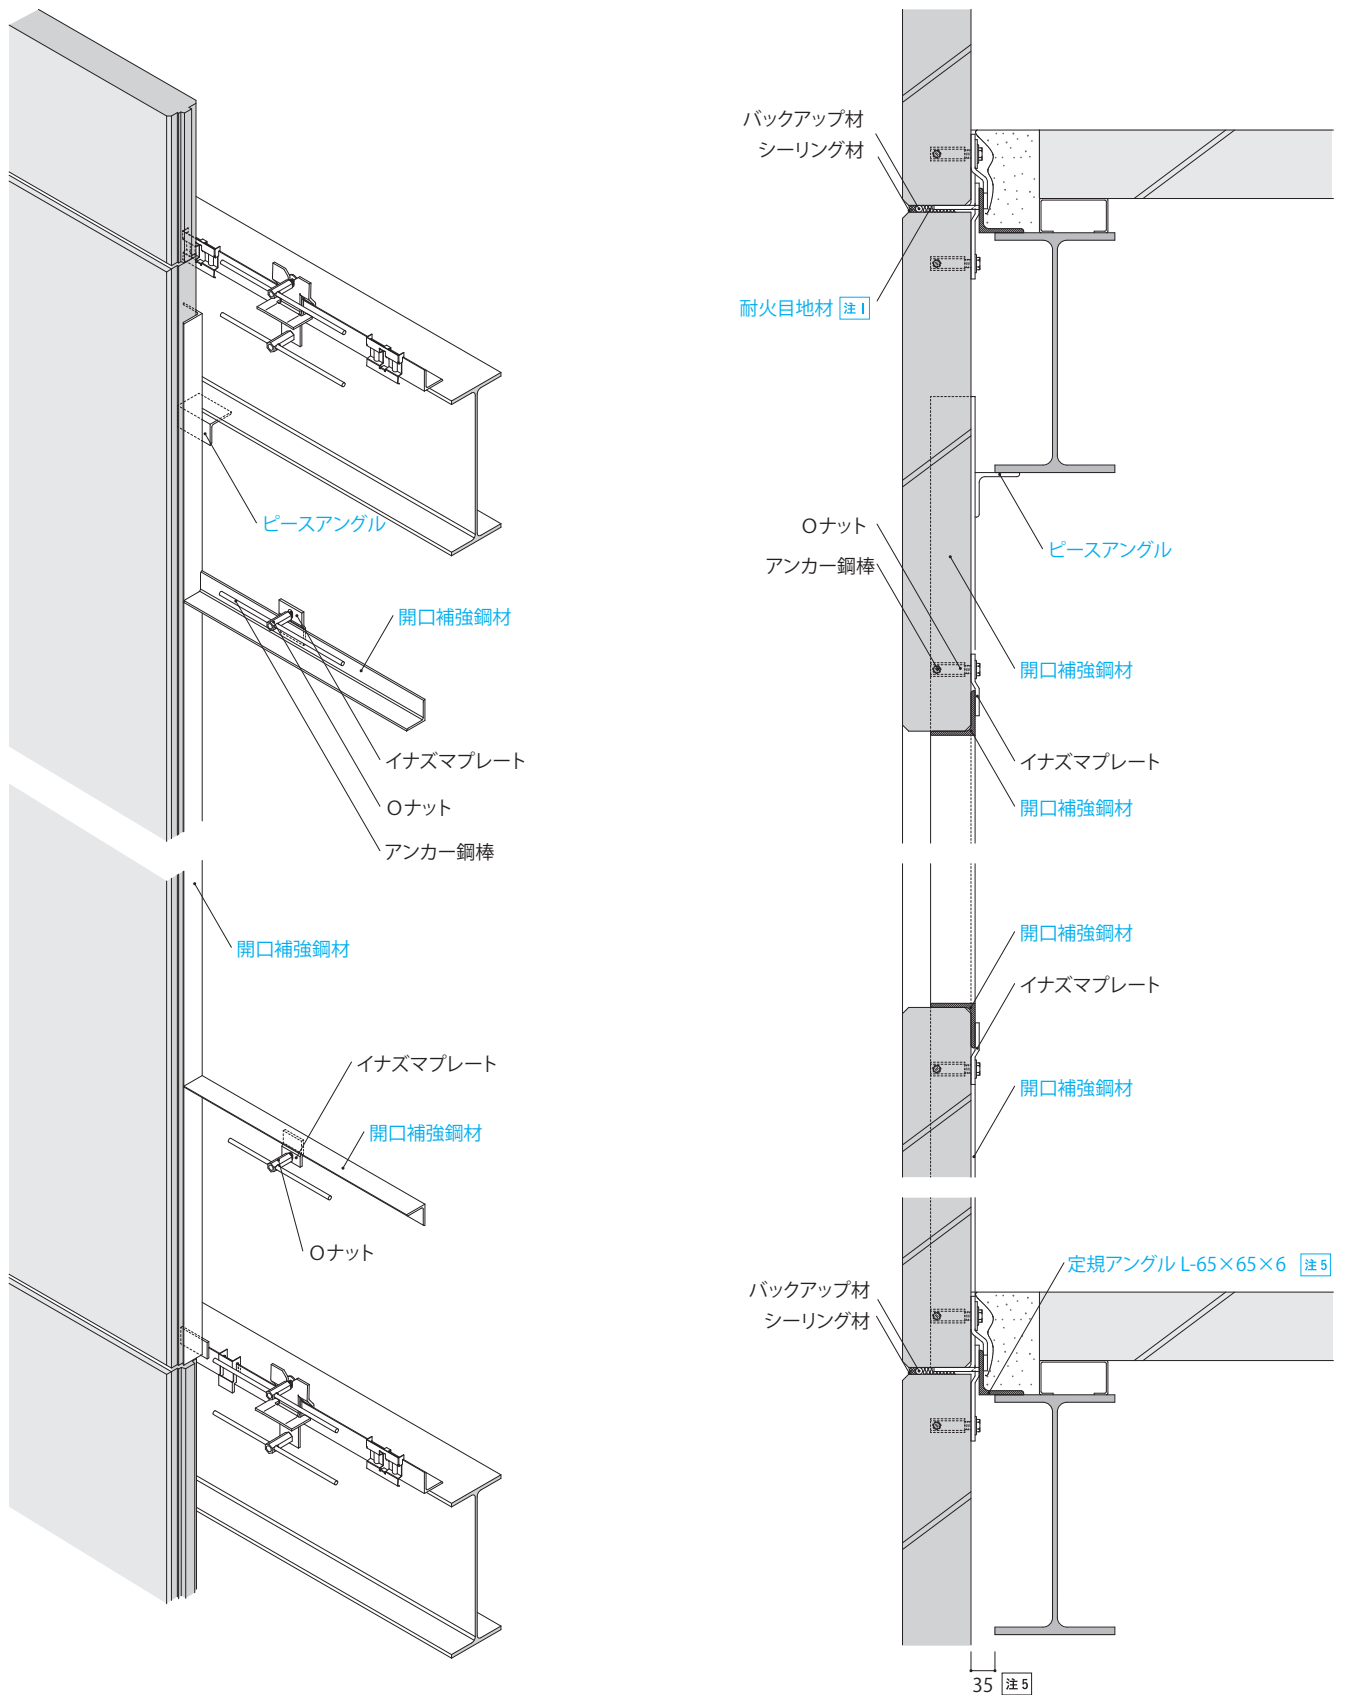 ピースアングル
開口補強鋼材
イナズマプレート
Oナット
アンカー鋼棒
開口補強鋼材
イナズマプレート
開口補強鋼材
Oナット
バックアップ材
シーリング材
耐火目地材 注1
Oナット
アンカー鋼棒
ピースアングル
開口補強鋼材
イナズマプレート
開口補強鋼材
開口補強鋼材
イナズマプレート
開口補強鋼材
定規アングル L-65×65×6 注5
バックアップ材
シーリング材
35 注5